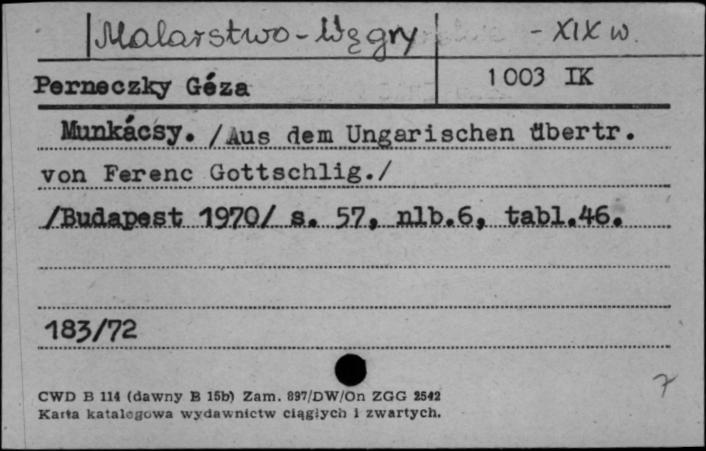 Malarstwo - Węgry - XIX w.
Perneczky Géza 1003 IK
Munkácsy. /Aus dem Ungarischen übertr.
von Ferenc Gottschlig./
/Budapest 1970/ s. 57, nlb.6, tabl.46.
183/72
7
CWD B 114 (dawny B 15b) Zam. 897/DW/On ZGG 2542
Karta katalogowa wydawnictw ciągłych i zwartych.